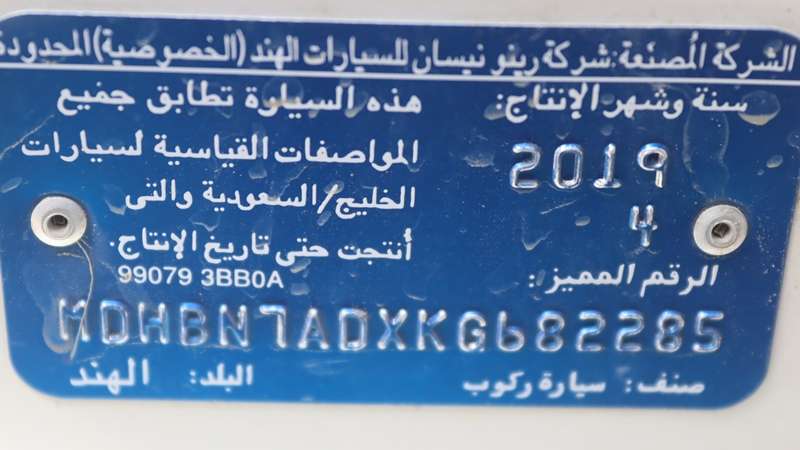 الشركة المُصنّعة: شركة رينو نيسان للسيارات الهند (الخصوصية) المحدودة
سنة وشهر الإنتاج:
2019
4
هذه السيارة تطابق جميع
المواصفات القياسية لسيارات
الخليج/السعودية والتى
أنتجت حتى تاريخ الإنتاج.
99079 3BB0A
الرقم المميز:
MDHBN7ADXKG682285
صنف: سيارة ركوب
البلد: الهند